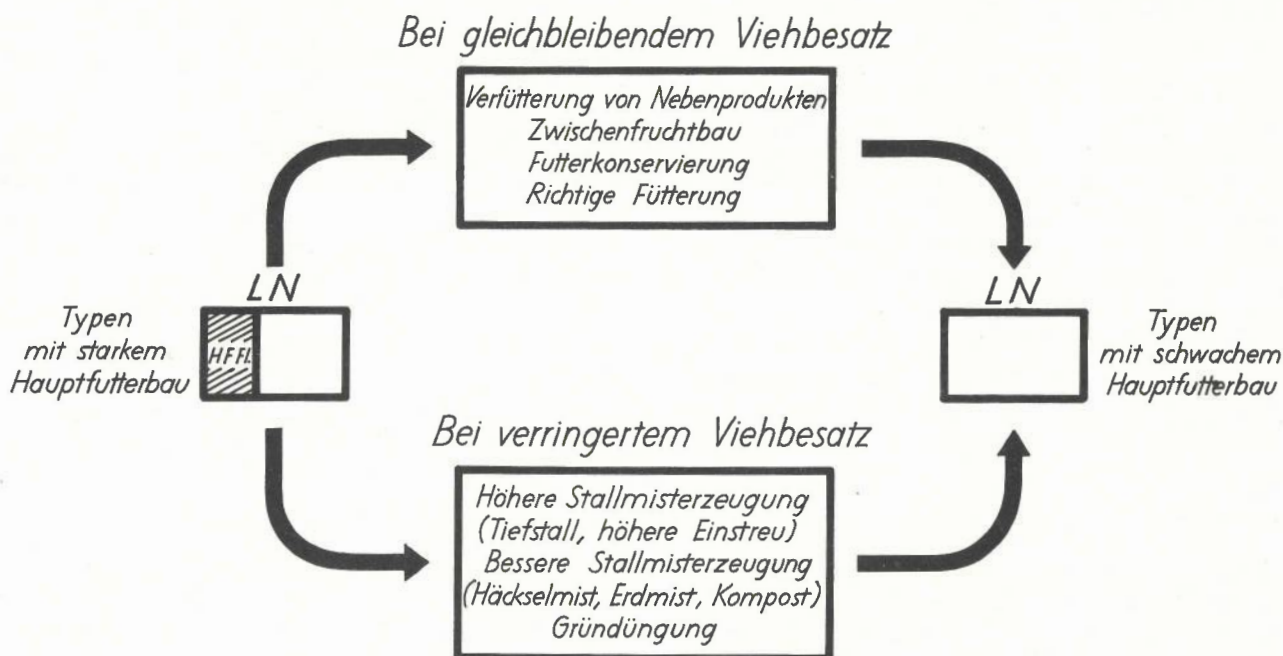 Bei gleichbleibendem Viehbesatz
Verfütterung von Nebenprodukten
Zwischenfruchtbau
Futterkonservierung
Richtige Fütterung
LN
Typen
mit starkem
Hauptfutterbau
HFFL
LN
Typen
mit schwachem
Hauptfutterbau
Bei verringertem Viehbesatz
Höhere Stallmisterzeugung
(Tiefstall, höhere Einstreu)
Bessere Stallmisterzeugung
(Häckselmist, Erdmist, Kompost)
Gründüngung